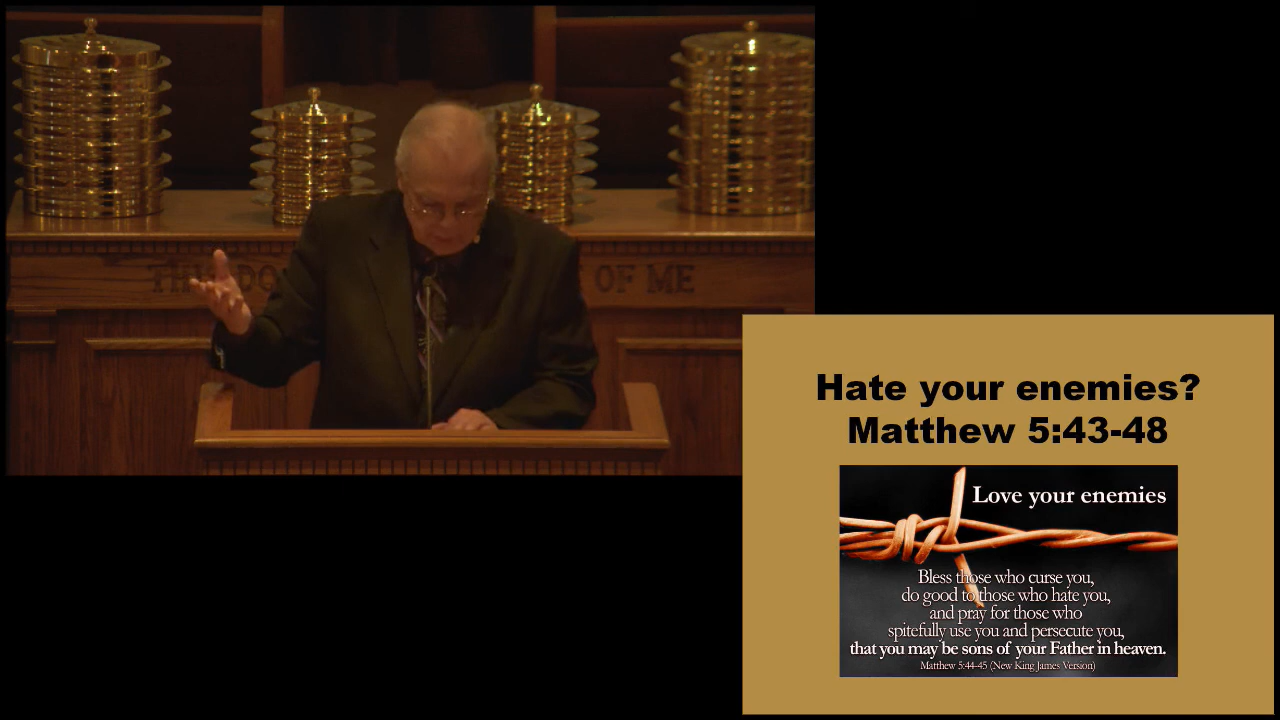 DO
OF ME
Hate your enemies?
Matthew 5:43-48
Love your enemies
Bless those who curse you,
do good to those who hate you,
and pray for those who
spitefully use you and persecute you,
that you may be sons of your Father in heaven.
Matthew 5:44-45 (New King James Version)